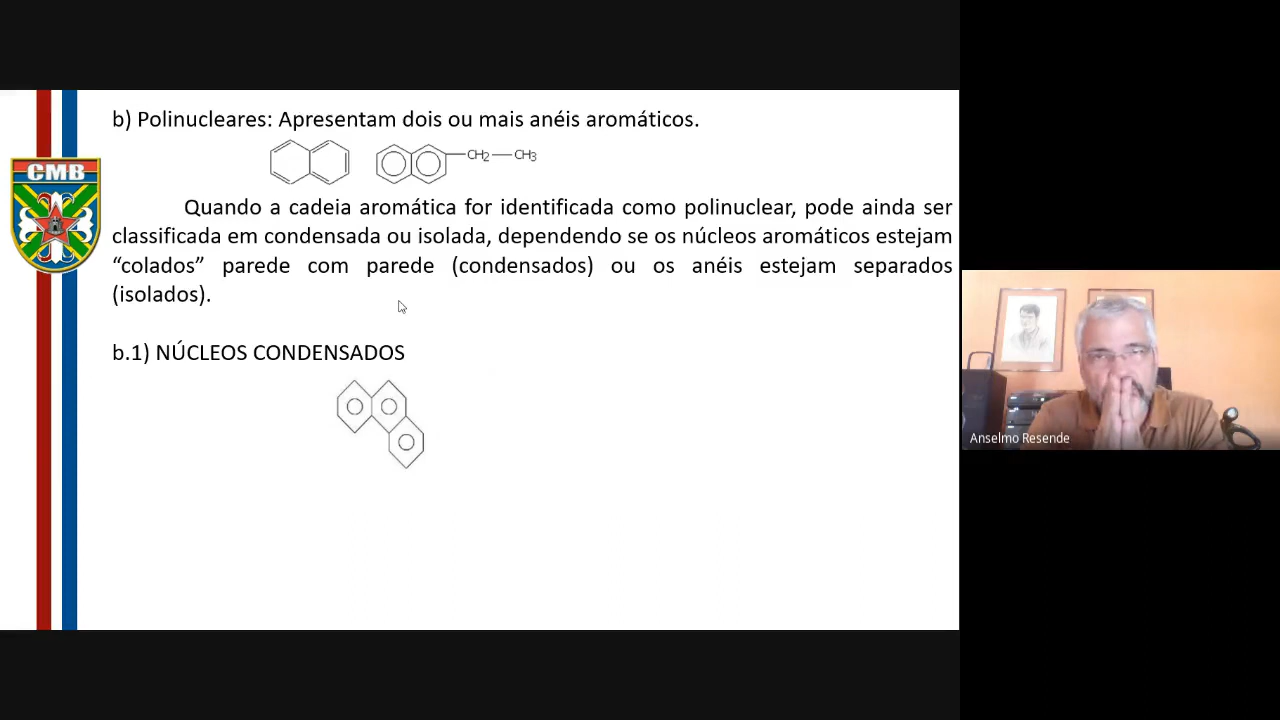 b) Polinucleares: Apresentam dois ou mais anéis aromáticos.
CH2 — CH3
Quando a cadeia aromática for identificada como polinuclear, pode ainda ser
classificada em condensada ou isolada, dependendo se os núcleos aromáticos estejam
“colados” parede com parede (condensados) ou os anéis estejam separados
(isolados).
b.1) NÚCLEOS CONDENSADOS
CMB
Anselmo Resende